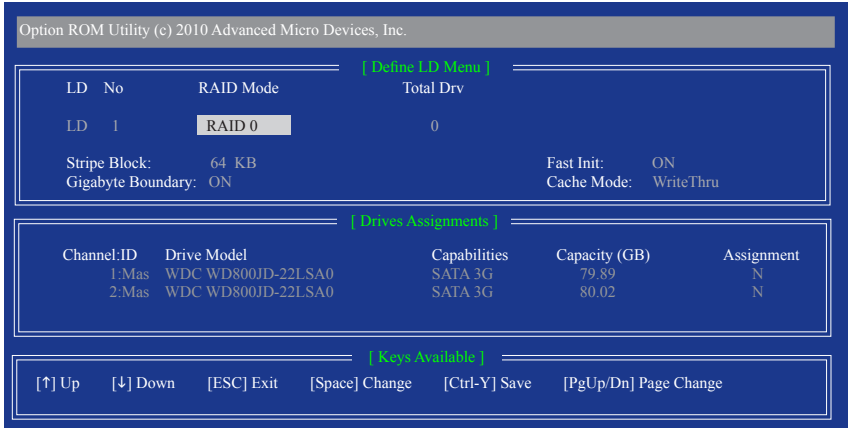 Option ROM Utility (c) 2010 Advanced Micro Devices, Inc.
[ Define LD Menu ]
LD No RAID Mode Total Drv
LD 1 RAID 0 0
Stripe Block: 64 KB Fast Init: ON
Gigabyte Boundary: ON Cache Mode: WriteThru
[ Drives Assignments ]
Channel:ID Drive Model Capabilities Capacity (GB) Assignment
1:Mas WDC WD800JD-22LSA0 SATA 3G 79.89 N
2:Mas WDC WD800JD-22LSA0 SATA 3G 80.02 N
[ Keys Available ]
[↑] Up [↓] Down [ESC] Exit [Space] Change [Ctrl-Y] Save [PgUp/Dn] Page Change